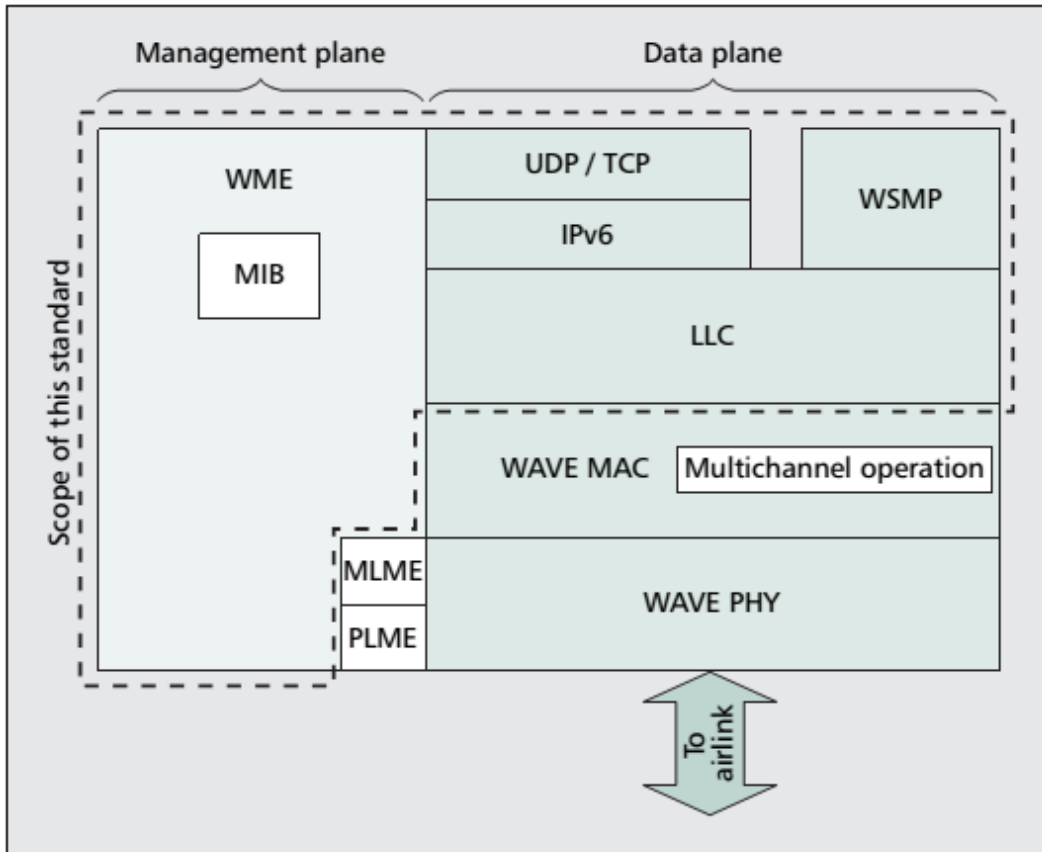 Management plane
Data plane
Scope of this standard
WME
MIB
UDP / TCP
IPv6
WSMP
LLC
WAVE MAC
Multichannel operation
MLME
PLME
WAVE PHY
To
airlink